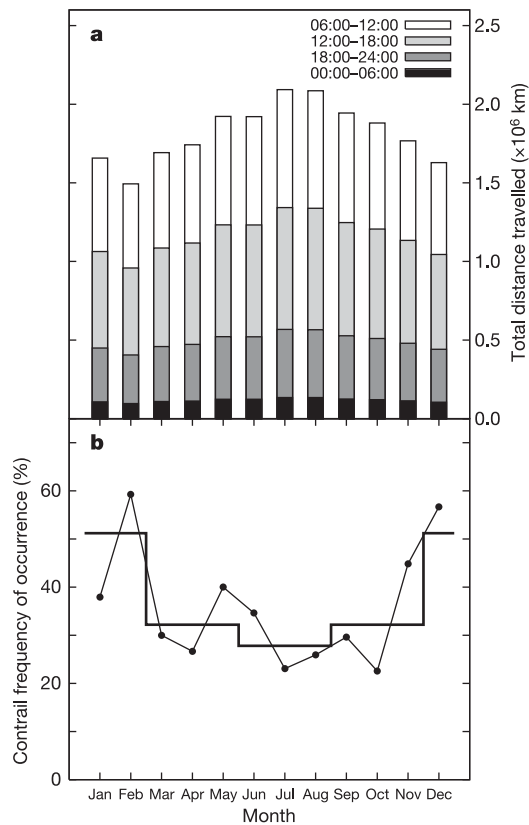 a
06:00–12:00
12:00–18:00
18:00–24:00
00:00–06:00
2.5
2.0
1.5
1.0
0.5
0.0
Total distance travelled (×10⁶ km)
b
60
40
20
0
Contrail frequency of occurrence (%)
Jan Feb Mar Apr May Jun Jul Aug Sep Oct Nov Dec
Month